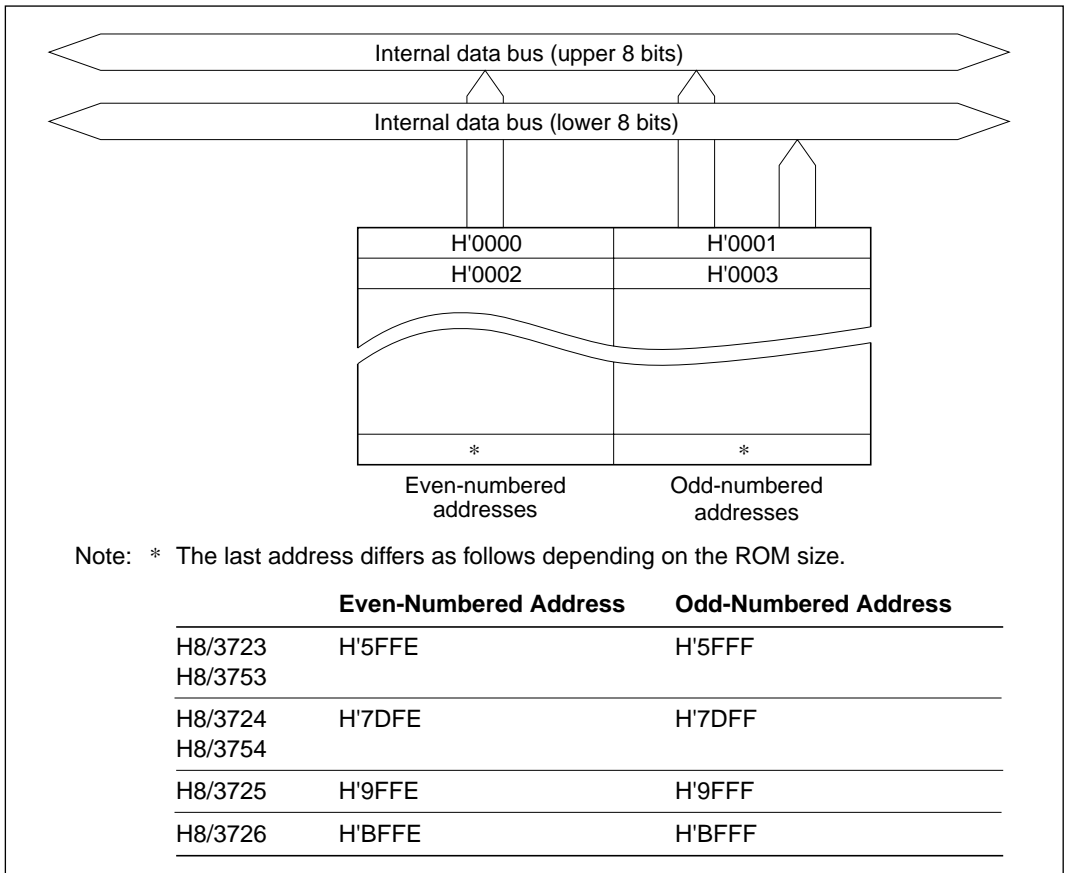 Internal data bus (upper 8 bits)
Internal data bus (lower 8 bits)
H'0000 H'0001
H'0002 H'0003
* *
Even-numbered addresses
Odd-numbered addresses
Note: * The last address differs as follows depending on the ROM size.
Even-Numbered Address Odd-Numbered Address
H8/3723 H'5FFE H'5FFF
H8/3753
H8/3724 H'7DFE H'7DFF
H8/3754
H8/3725 H'9FFE H'9FFF
H8/3726 H'BFFE H'BFFF